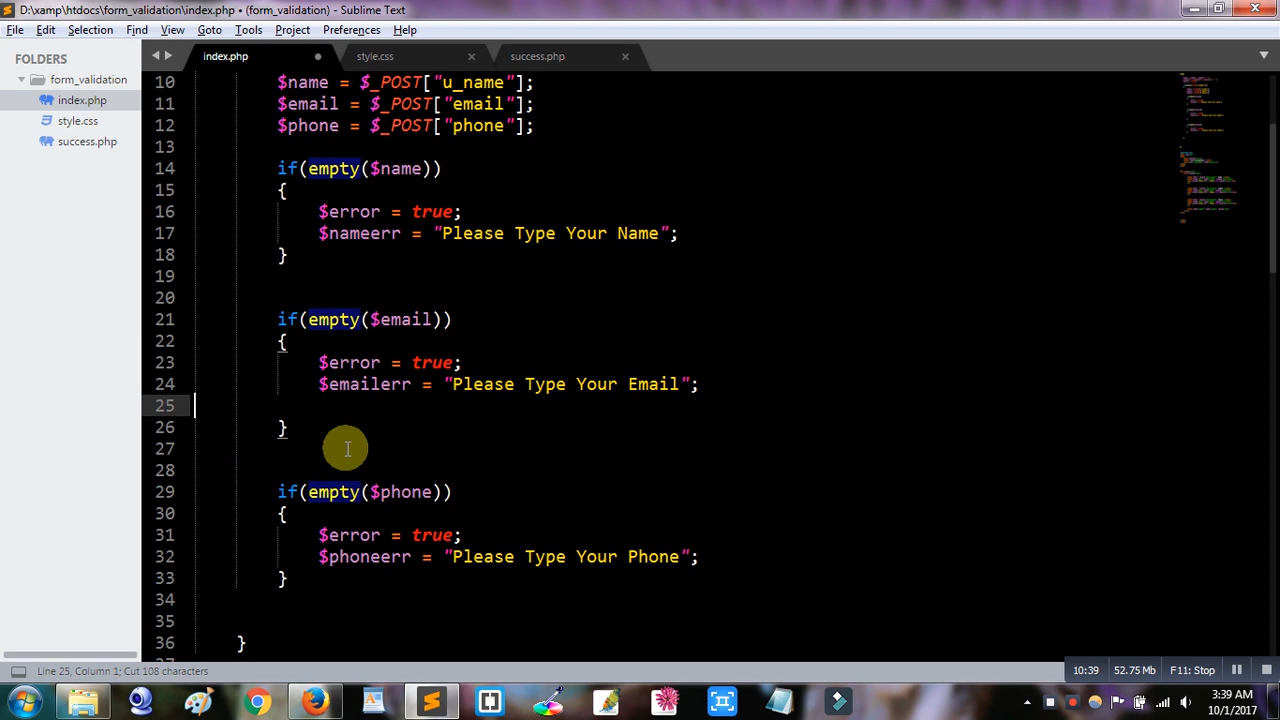 D:\xamp\htdocs\form_validation\index.php • (form_validation) - Sublime Text
File Edit Selection Find View Goto Tools Project Preferences Help
FOLDERS
form_validation
index.php
style.css
success.php
index.php style.css success.php
10 $name = $_POST["u_name"];
11 $email = $_POST["email"];
12 $phone = $_POST["phone"];
13
14 if(empty($name))
15 {
16 $error = true;
17 $nameerr = "Please Type Your Name";
18 }
19
20
21 if(empty($email))
22 {
23 $error = true;
24 $emailerr = "Please Type Your Email";
25
26 }
27
28
29 if(empty($phone))
30 {
31 $error = true;
32 $phoneerr = "Please Type Your Phone";
33 }
34
35
36 }
Line 25, Column 1; Cut 108 characters
10:39 52.75 Mb F11: Stop
3:39 AM
10/1/2017